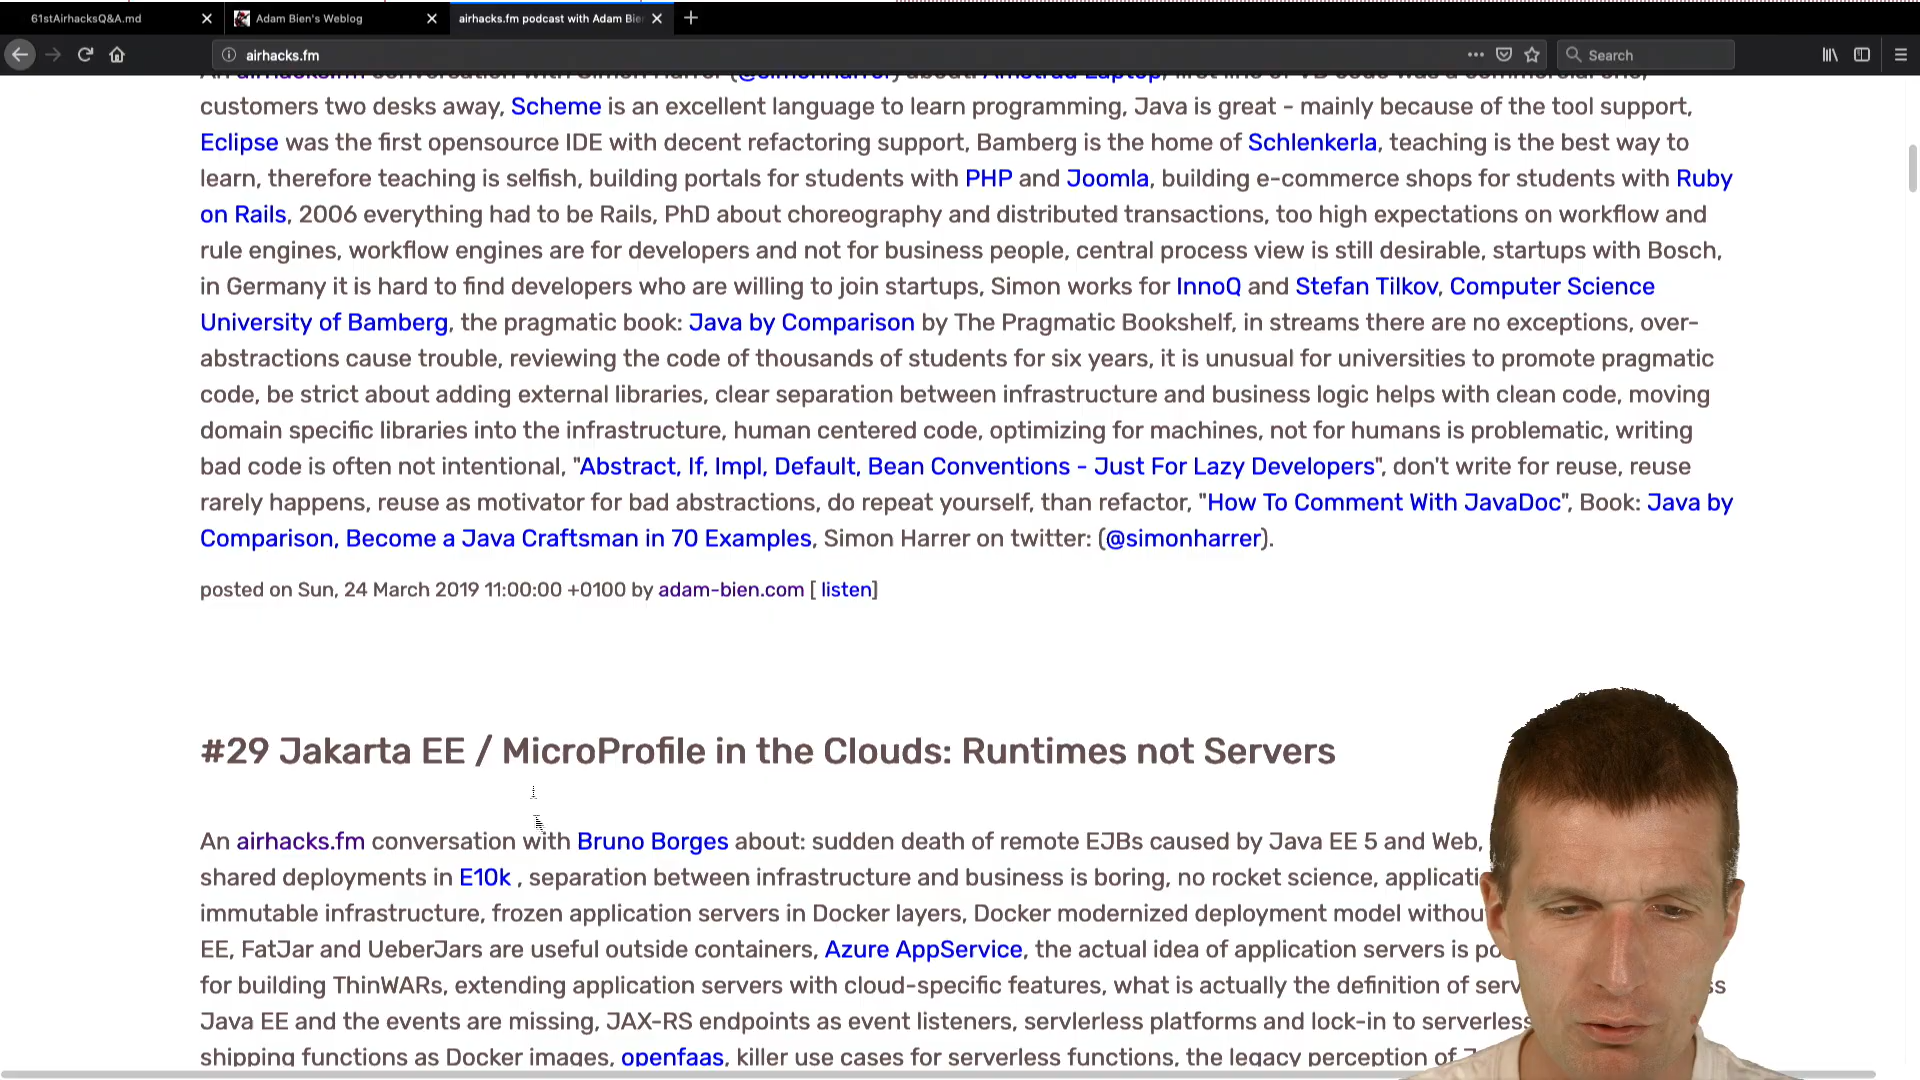 61stAirhacksQ&A.md
Adam Bien's Weblog
airhacks.fm podcast with Adam Bie
airhacks.fm
Search
An airhacks.fm conversation with Simon Harrer (@simonharrer) about: Amstrad Laptop, first line of VB code was a commercial one,
customers two desks away, Scheme is an excellent language to learn programming, Java is great - mainly because of the tool support,
Eclipse was the first opensource IDE with decent refactoring support, Bamberg is the home of Schlenkerla, teaching is the best way to
learn, therefore teaching is selfish, building portals for students with PHP and Joomla, building e-commerce shops for students with Ruby
on Rails, 2006 everything had to be Rails, PhD about choreography and distributed transactions, too high expectations on workflow and
rule engines, workflow engines are for developers and not for business people, central process view is still desirable, startups with Bosch,
in Germany it is hard to find developers who are willing to join startups, Simon works for InnoQ and Stefan Tilkov, Computer Science
University of Bamberg, the pragmatic book: Java by Comparison by The Pragmatic Bookshelf, in streams there are no exceptions, over-
abstractions cause trouble, reviewing the code of thousands of students for six years, it is unusual for universities to promote pragmatic
code, be strict about adding external libraries, clear separation between infrastructure and business logic helps with clean code, moving
domain specific libraries into the infrastructure, human centered code, optimizing for machines, not for humans is problematic, writing
bad code is often not intentional, "Abstract, If, Impl, Default, Bean Conventions - Just For Lazy Developers", don't write for reuse, reuse
rarely happens, reuse as motivator for bad abstractions, do repeat yourself, than refactor, "How To Comment With JavaDoc", Book: Java by
Comparison, Become a Java Craftsman in 70 Examples, Simon Harrer on twitter: (@simonharrer).
posted on Sun, 24 March 2019 11:00:00 +0100 by adam-bien.com [ listen]
#29 Jakarta EE / MicroProfile in the Clouds: Runtimes not Servers
An airhacks.fm conversation with Bruno Borges about: sudden death of remote EJBs caused by Java EE 5 and Web,
shared deployments in E10k , separation between infrastructure and business is boring, no rocket science, applicati
immutable infrastructure, frozen application servers in Docker layers, Docker modernized deployment model withou
EE, FatJar and UeberJars are useful outside containers, Azure AppService, the actual idea of application servers is po
for building ThinWARs, extending application servers with cloud-specific features, what is actually the definition of serv s
Java EE and the events are missing, JAX-RS endpoints as event listeners, servlerless platforms and lock-in to serverless
shipping functions as Docker images, openfaas, killer use cases for serverless functions, the legacy perception of J